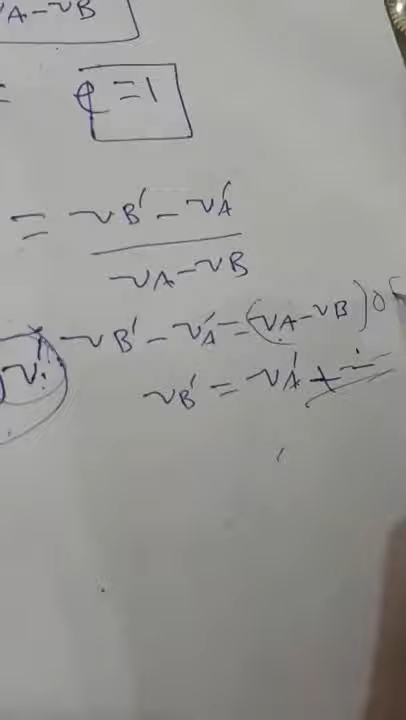 vA - vB
= e = 1
= vB' - vA'
vA - vB
vB' - vA' = (vA - vB)
v'
vB' = vA' +